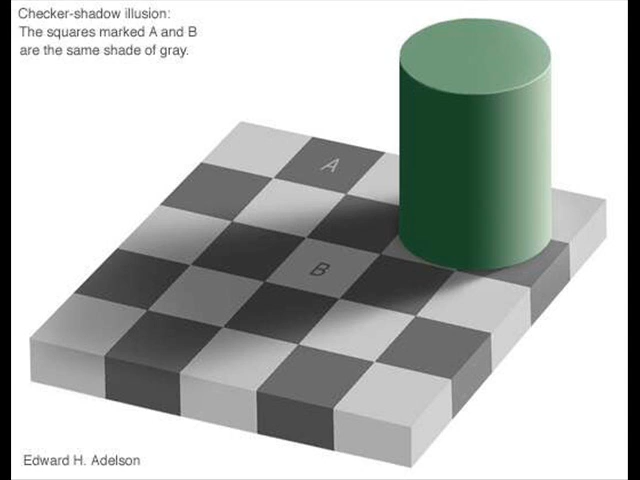 Checker-shadow illusion:
The squares marked A and B
are the same shade of gray.
A
B
Edward H. Adelson